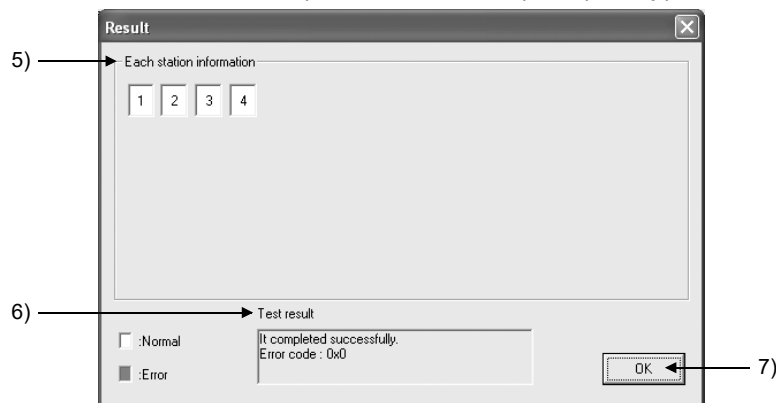 Result
5)
Each station information
1 2 3 4
6)
Test result
:Normal
It completed successfully.
Error code : 0x0
:Error
OK
7)